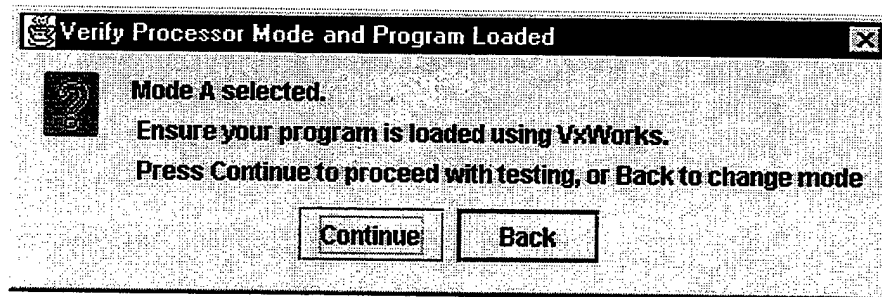 Verify Processor Mode and Program Loaded
Mode A selected.
Ensure your program is loaded using VxWorks.
Press Continue to proceed with testing, or Back to change mode
Continue Back